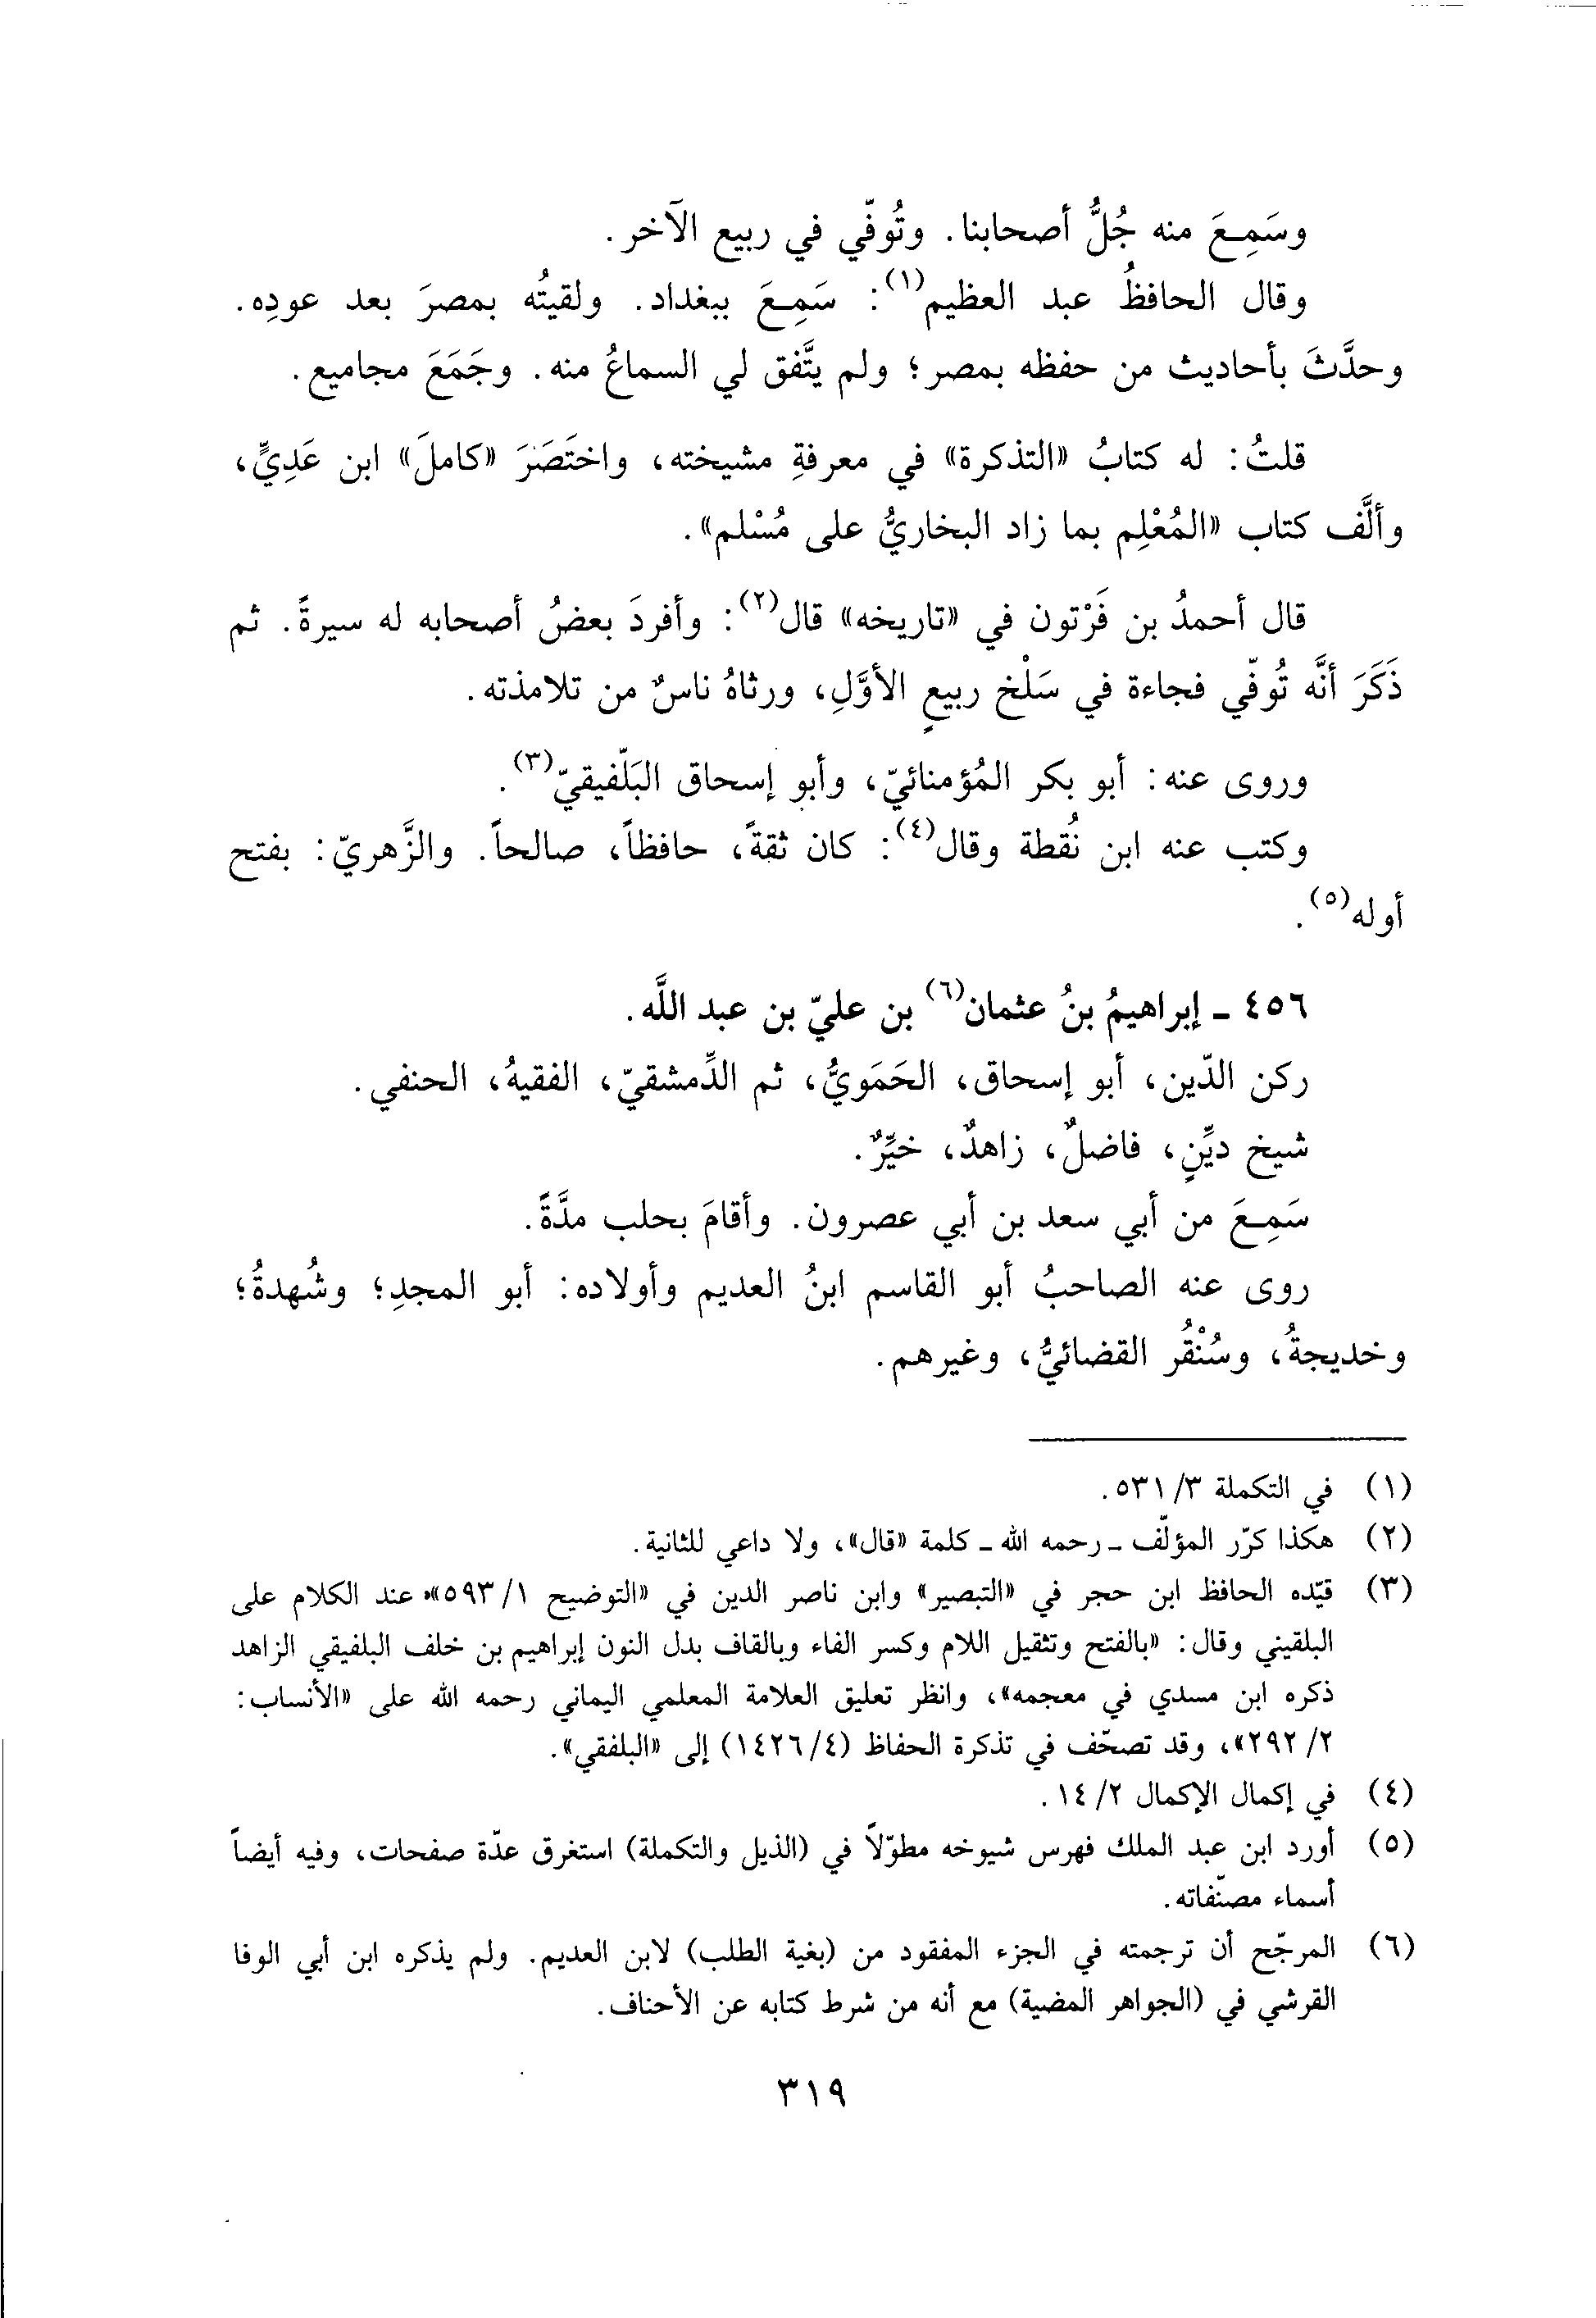 وسَمِعَ منه جُلُّ أصحابنا. وتُوفّي في ربيع الآخر.
وقال الحافظُ عبد العظيم(١): سَمِعَ ببغداد. ولقيتُه بمصرَ بعد عودِه.
وحدَّثَ بأحاديث من حفظه بمصر؛ ولم يتَّفق لي السماعُ منه. وجَمَعَ مجاميع.
قلتُ: له كتابُ «التذكرة» في معرفةِ مشيخته، واختَصَرَ «كاملَ» ابن عَدِيٍّ،
وألَّف كتاب «المُعْلِم بما زاد البخاريُّ على مُسْلم».
قال أحمدُ بن فَرْتون في «تاريخه» قال(٢): وأفردَ بعضُ أصحابه له سيرةً. ثم
ذَكَرَ أنَّه تُوفّي فجاءة في سَلْخ ربيعٍ الأوَّلِ، ورثاهُ ناسٌ من تلامذته.
وروى عنه: أبو بكر المُؤمنائيّ، وأبو إسحاق البَلّفيقيّ(٣).
وكتب عنه ابن نُقطة وقال(٤): كان ثقةً، حافظاً، صالحاً. والزَّهريّ: بفتح
أوله(٥).
٤٥٦ ـ إبراهيمُ بنُ عثمان(٦) بن عليّ بن عبد اللَّه.
ركن الدّين، أبو إسحاق، الحَمَويُّ، ثم الدِّمشقيّ، الفقيهُ، الحنفي.
شيخ ديِّنٍ، فاضلٌ، زاهدٌ، خيِّرٌ.
سَمِعَ من أبي سعد بن أبي عصرون. وأقامَ بحلب مدَّةً.
روى عنه الصاحبُ أبو القاسم ابنُ العديم وأولاده: أبو المجدِ؛ وشُهدةُ؛
وخديجةُ، وسُنْقُر القضائيُّ، وغيرهم.
(١) في التكملة ٥٣١/٣.
(٢) هكذا كرّر المؤلّف ـ رحمه الله ـ كلمة «قال»، ولا داعي للثانية.
(٣) قيّده الحافظ ابن حجر في «التبصير» وابن ناصر الدين في «التوضيح ٥٩٣/١» عند الكلام على
البلقيني وقال: «بالفتح وتثقيل اللام وكسر الفاء وبالقاف بدل النون إبراهيم بن خلف البلفيقي الزاهد
ذكره ابن مسدي في معجمه»، وانظر تعليق العلامة المعلمي اليماني رحمه الله على «الأنساب:
٢٩٢/٢»، وقد تصحّف في تذكرة الحفاظ (١٤٢٦/٤) إلى «البلفقي».
(٤) في إكمال الإكمال ١٤/٢.
(٥) أورد ابن عبد الملك فهرس شيوخه مطوّلاً في (الذيل والتكملة) استغرق عدّة صفحات، وفيه أيضاً
أسماء مصنّفاته.
(٦) المرجّح أن ترجمته في الجزء المفقود من (بغية الطلب) لابن العديم. ولم يذكره ابن أبي الوفا
القرشي في (الجواهر المضية) مع أنه من شرط كتابه عن الأحناف.
٣١٩